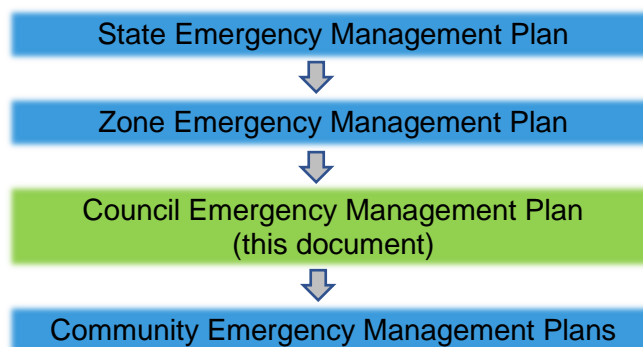 State Emergency Management Plan
Zone Emergency Management Plan
Council Emergency Management Plan
(this document)
Community Emergency Management Plans